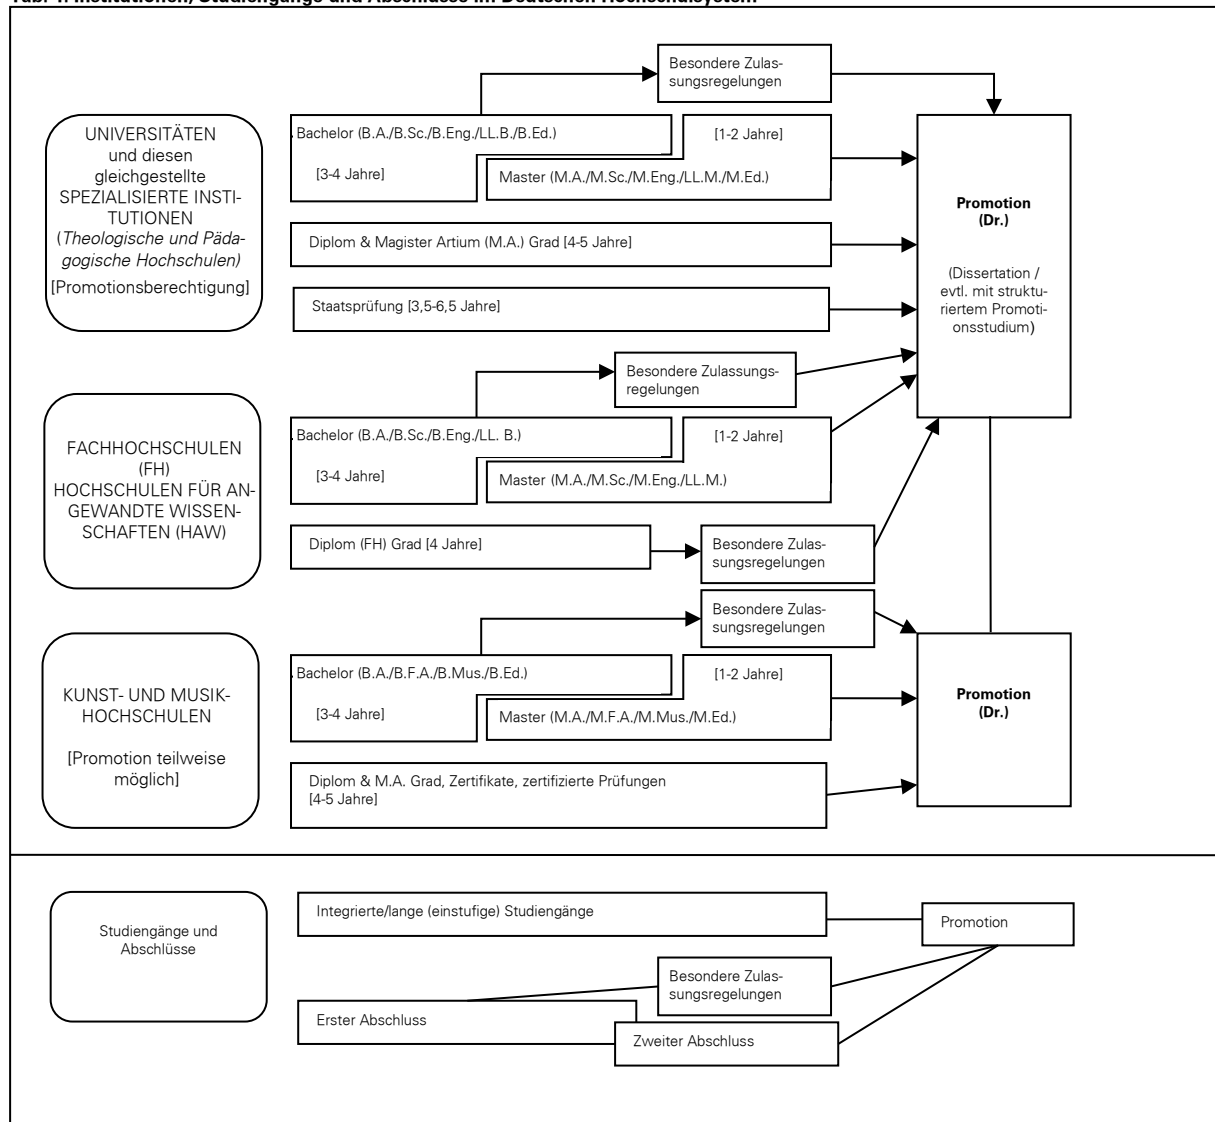 Tab. 1: Institutionen, Studiengänge und Abschlüsse im Deutschen Hochschulsystem
Besondere Zulas-
sungsregelungen
UNIVERSITÄTEN
und diesen
gleichgestellte
SPEZIALISIERTE INSTI-
TUTIONEN
(Theologische und Päda-
gogische Hochschulen)
[Promotionsberechtigung]
Bachelor (B.A./B.Sc./B.Eng./LL.B./B.Ed.)
[3-4 Jahre]
[1-2 Jahre]
Master (M.A./M.Sc./M.Eng./LL.M./M.Ed.)
Diplom & Magister Artium (M.A.) Grad [4-5 Jahre]
Staatsprüfung [3,5-6,5 Jahre]
Promotion
(Dr.)
(Dissertation /
evtl. mit struktu-
riertem Promoti-
onsstudium)
Besondere Zulassungs-
regelungen
FACHHOCHSCHULEN
(FH)
HOCHSCHULEN FÜR AN-
GEWANDTE WISSEN-
SCHAFTEN (HAW)
Bachelor (B.A./B.Sc./B.Eng./LL. B.)
[3-4 Jahre]
[1-2 Jahre]
Master (M.A./M.Sc./M.Eng./LL.M.)
Diplom (FH) Grad [4 Jahre]
Besondere Zulas-
sungsregelungen
Besondere Zulas-
sungsregelungen
KUNST- UND MUSIK-
HOCHSCHULEN
[Promotion teilweise
möglich]
Bachelor (B.A./B.F.A./B.Mus./B.Ed.)
[3-4 Jahre]
[1-2 Jahre]
Master (M.A./M.F.A./M.Mus./M.Ed.)
Diplom & M.A. Grad, Zertifikate, zertifizierte Prüfungen
[4-5 Jahre]
Promotion
(Dr.)
Studiengänge und
Abschlüsse
Integrierte/lange (einstufige) Studiengänge
Promotion
Besondere Zulas-
sungsregelungen
Erster Abschluss
Zweiter Abschluss